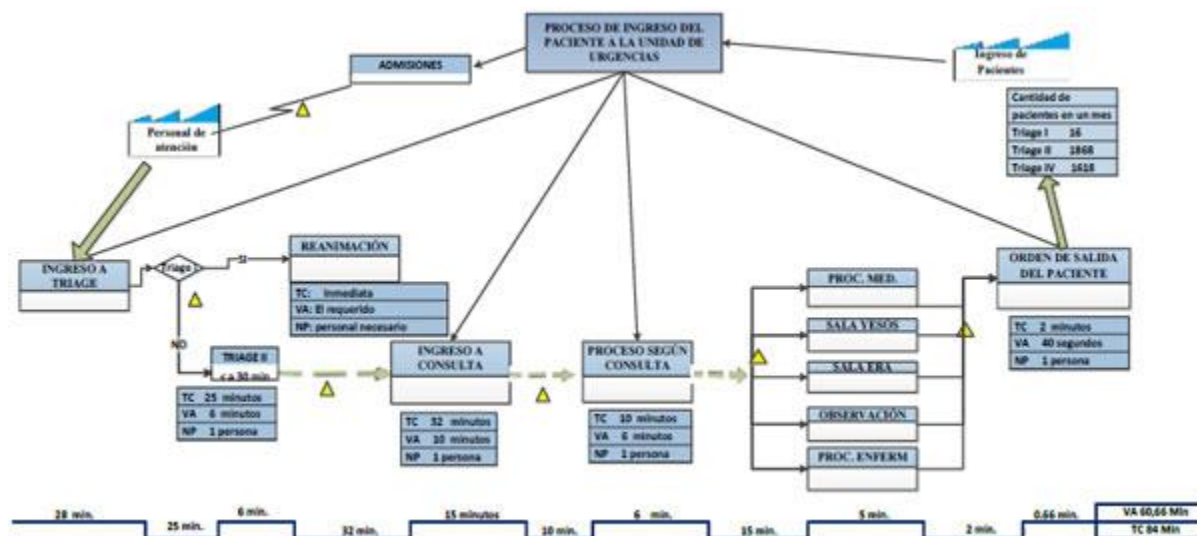 PROCESO DE INGRESO DEL
PACIENTE A LA UNIDAD DE
URGENCIAS
Ingreso de
Pacientes
ADMISIONES
Personal de
atención
Cantidad de
pacientes en un mes
Triage I 16
Triage II 1868
Triage IV 1618
INGRESO A
TRIAGE
Triage I
SI
NO
REANIMACIÓN
TC: Inmediata
VA: El requerido
NP: personal necesario
TRIAGE II
< a 30 min
TC 25 minutos
VA 6 minutos
NP 1 persona
INGRESO A
CONSULTA
TC 32 minutos
VA 10 minutos
NP 1 persona
PROCESO SEGÚN
CONSULTA
TC 10 minutos
VA 6 minutos
NP 1 persona
PROC. MED.
SALA YESOS
SALA ERA
OBSERVACIÓN
PROC. ENFERM
ORDEN DE SALIDA
DEL PACIENTE
TC 2 minutos
VA 40 segundos
NP 1 persona
28 min.
25 min.
6 min.
32 min.
15 minutos
10 min.
6 min.
15 min.
5 min.
2 min.
0.66 min.
VA 60,66 Min
TC 84 Min